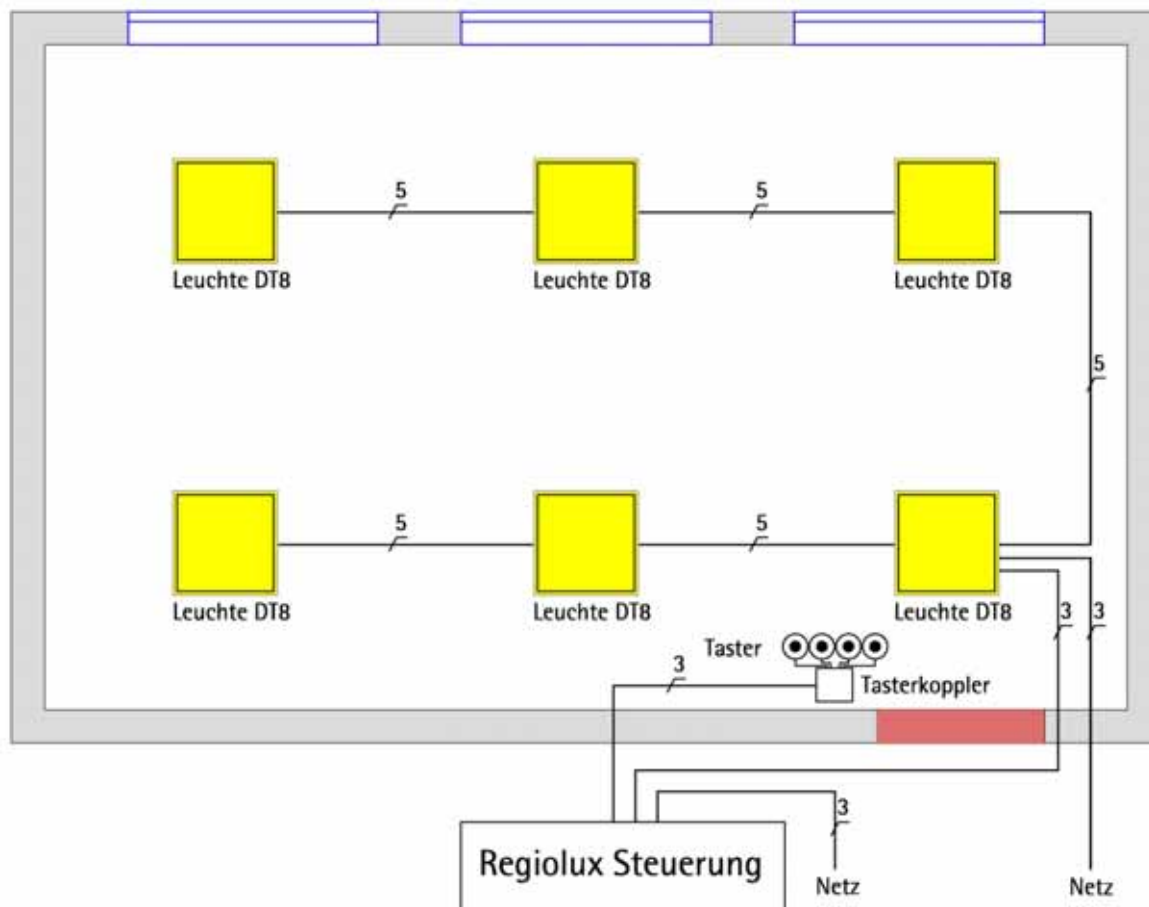 5 5
Leuchte DT8 Leuchte DT8 Leuchte DT8
5
5 5
Leuchte DT8 Leuchte DT8 Leuchte DT8
3 3
Taster
3
Tasterkoppler
3
Regiolux Steuerung
Netz Netz